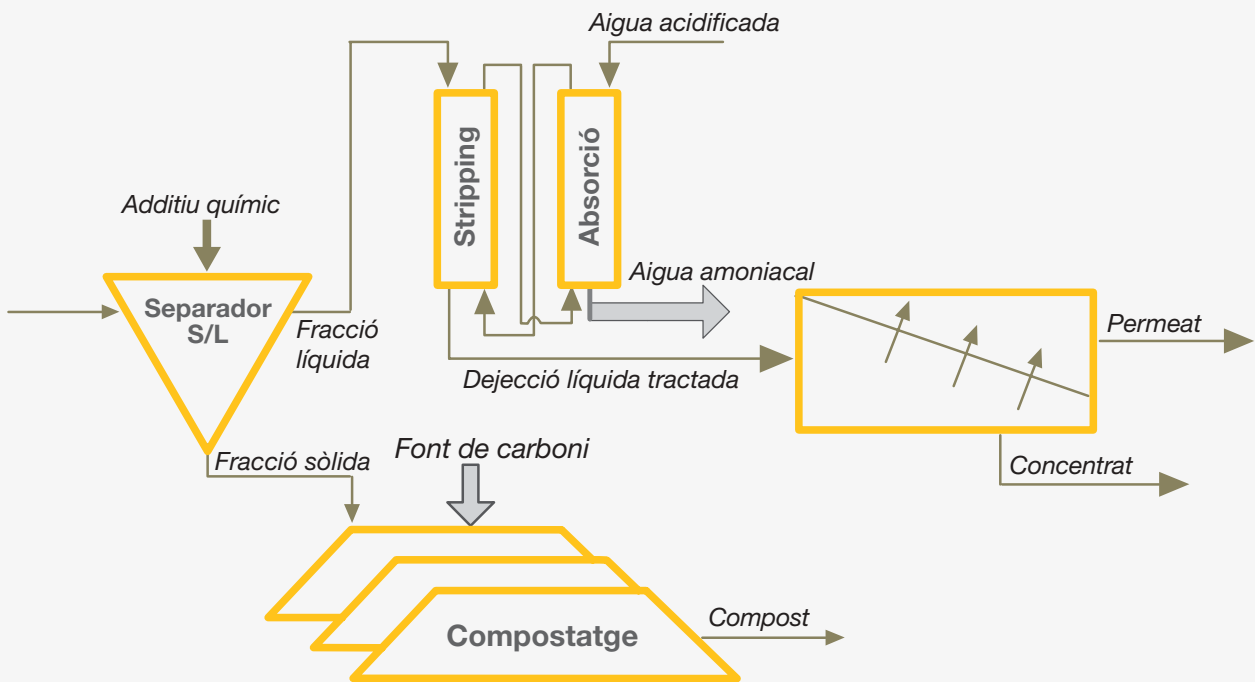 Aigua acidificada
Stripping
Absorció
Additiu químic
Separador
S/L
Fracció
líquida
Aigua amoniacal
Permeat
Dejecció líquida tractada
Fracció sòlida
Font de carboni
Concentrat
Compost
Compostatge